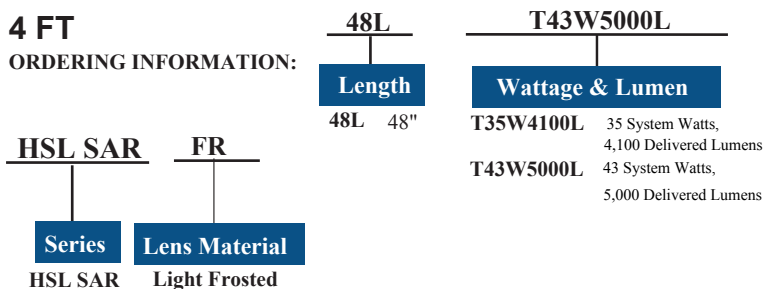 4 FT
ORDERING INFORMATION:
48L
T43W5000L
Length
Wattage & Lumen
48L 48"
T35W4100L 35 System Watts,
4,100 Delivered Lumens
T43W5000L 43 System Watts,
5,000 Delivered Lumens
HSL SAR FR
Series
Lens Material
HSL SAR
Light Frosted